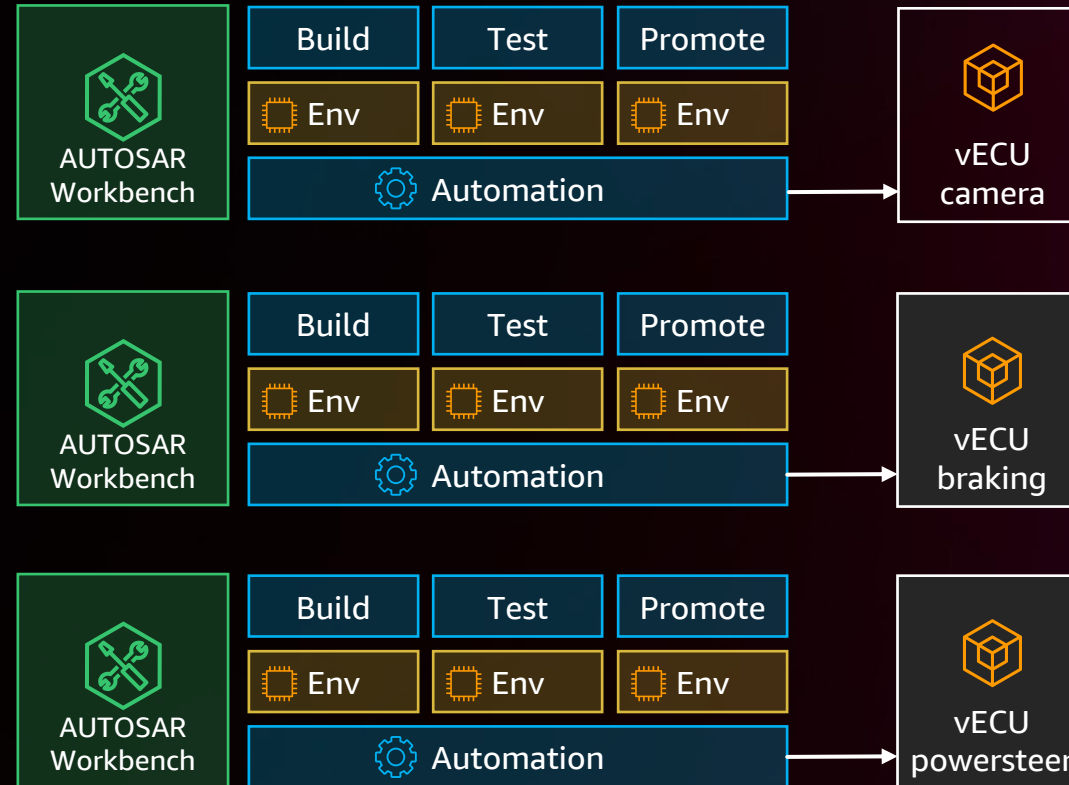 Build
Test
Promote
Env
Env
Env
AUTOSAR
Workbench
Automation
vECU
camera
Build
Test
Promote
Env
Env
Env
AUTOSAR
Workbench
Automation
vECU
braking
Build
Test
Promote
Env
Env
Env
AUTOSAR
Workbench
Automation
vECU
powersteer